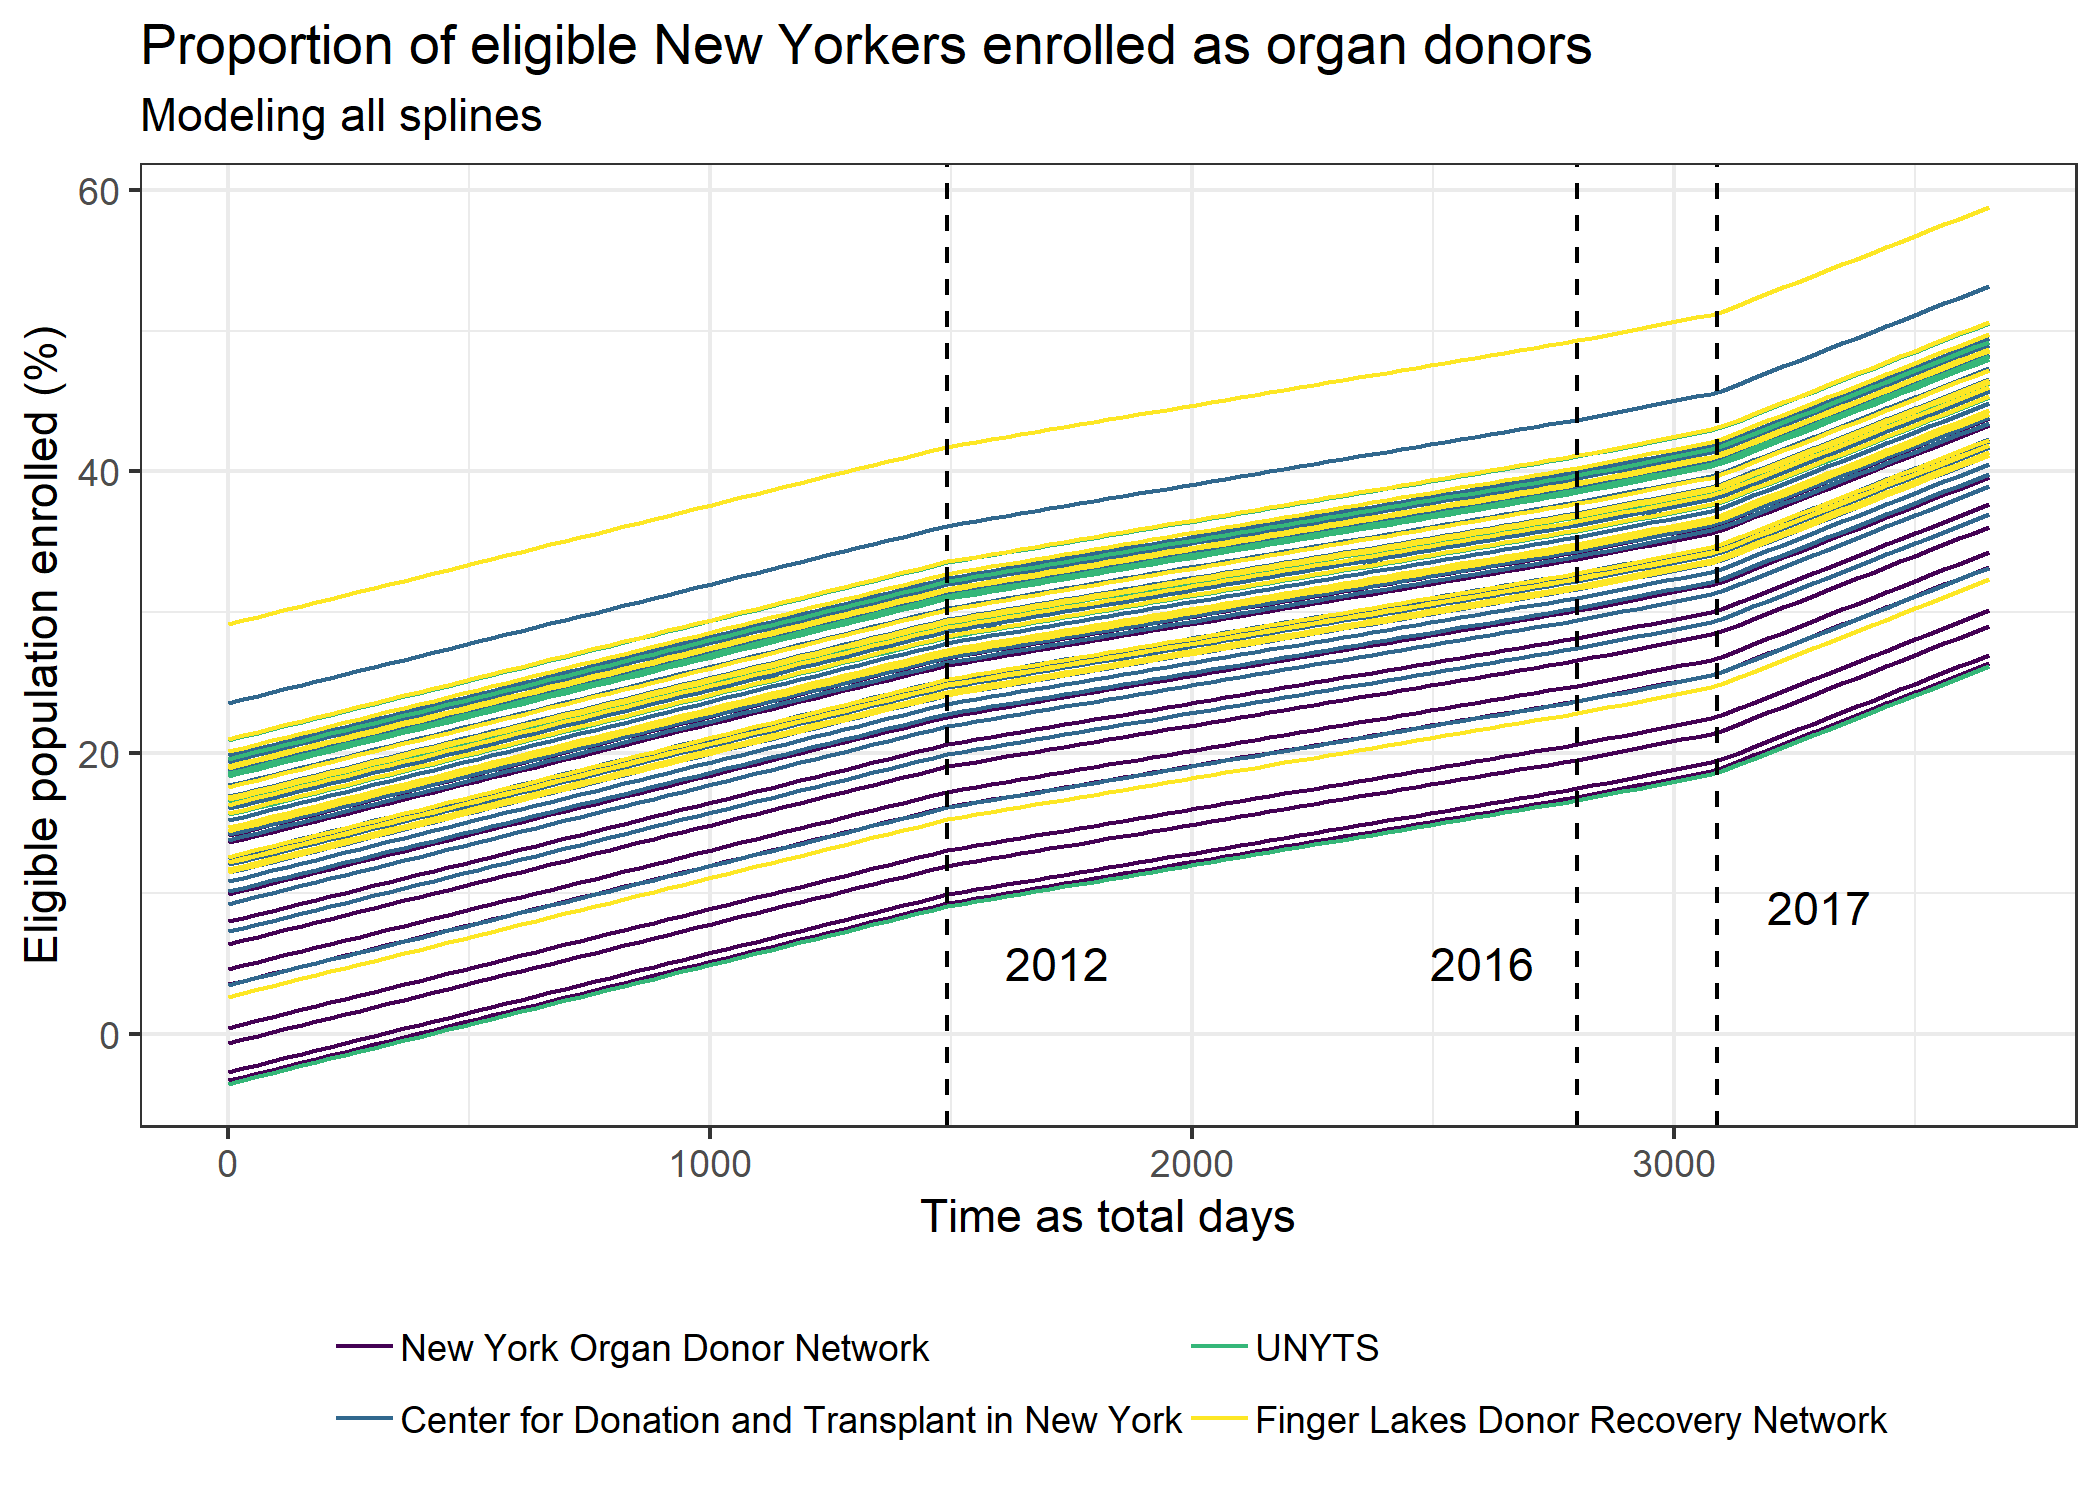 Proportion of eligible New Yorkers enrolled as organ donors
Modeling all splines
Eligible population enrolled (%)
60
40
20
0
2012
2016
2017
0
1000
2000
3000
Time as total days
New York Organ Donor Network
UNYTS
Center for Donation and Transplant in New York
Finger Lakes Donor Recovery Network